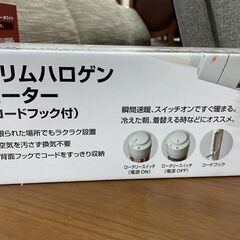 リムハロゲン
ーター
コードフック付）
限られた場所でもラクラク設置
空気を汚さず換気不要
背面フックでコードをすっきり収納
瞬間速暖、スイッチオンですぐ暖まる。
冷えた朝、着替える時などにオススメ。
ロータリースイッチ
（電源 ON）
ロータリースイッチ
（電源 OFF）
コードフック